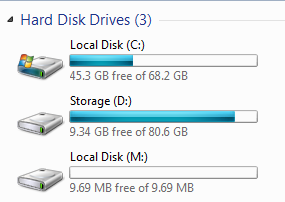 Hard Disk Drives (3)
Local Disk (C:)
45.3 GB free of 68.2 GB
Storage (D:)
9.34 GB free of 80.6 GB
Local Disk (M:)
9.69 MB free of 9.69 MB